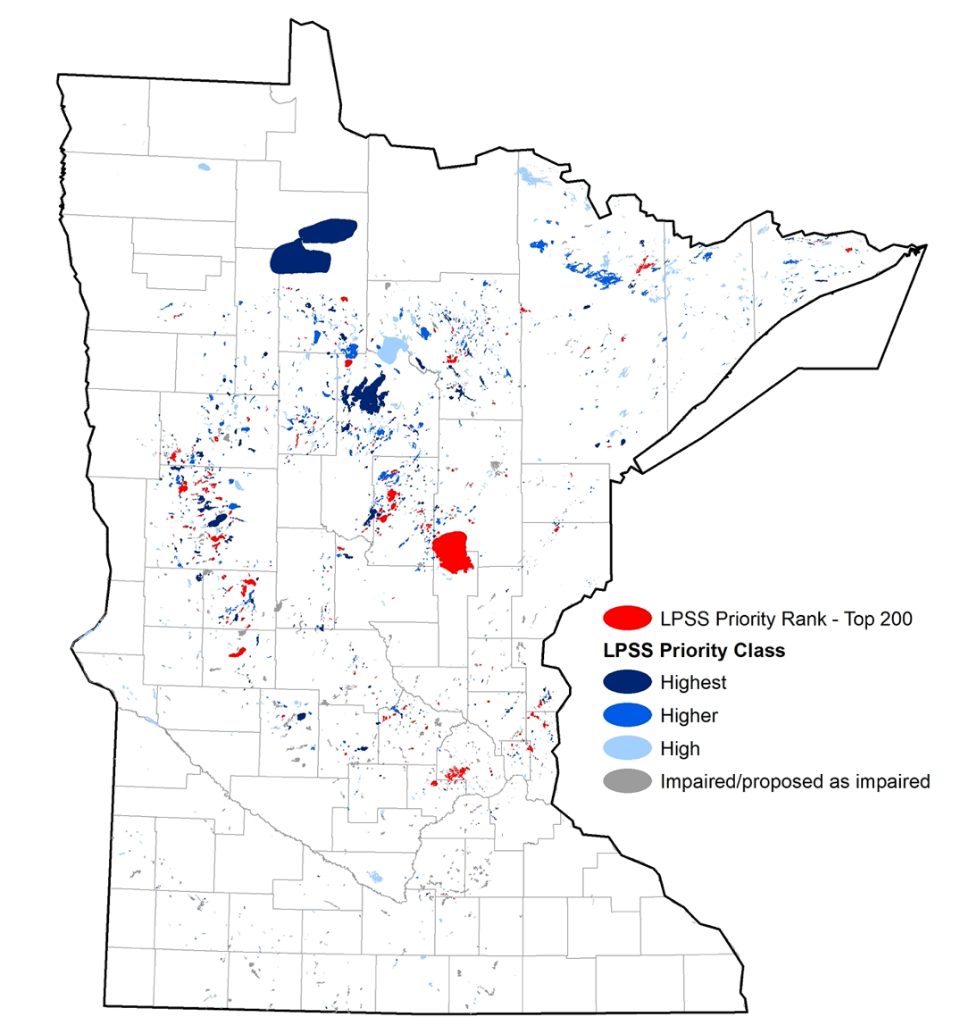 LPSS Priority Rank - Top 200
LPSS Priority Class
Highest
Higher
High
Impaired/proposed as impaired